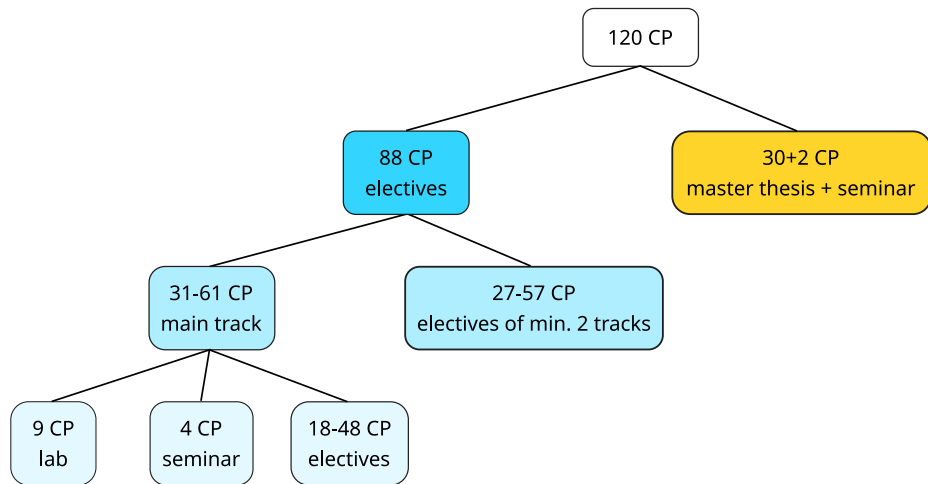 120 CP
88 CP
electives
30+2 CP
master thesis + seminar
31-61 CP
main track
27-57 CP
electives of min. 2 tracks
9 CP
lab
4 CP
seminar
18-48 CP
electives